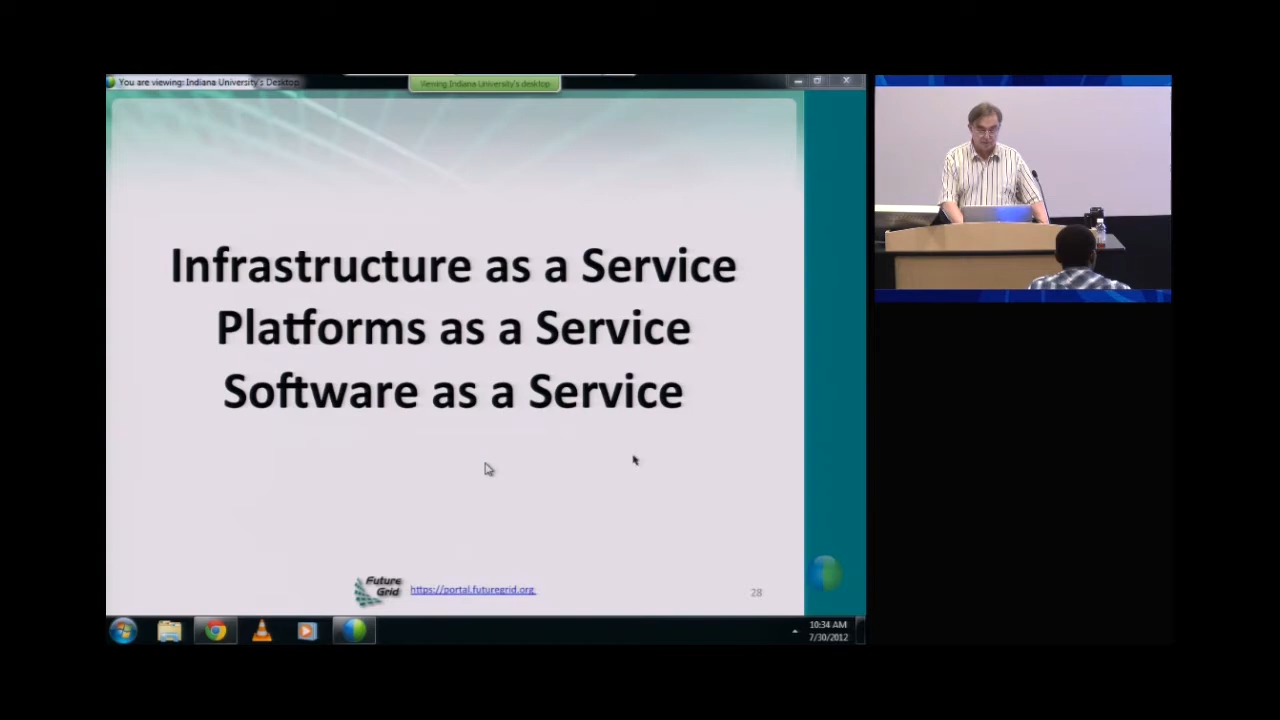 You are viewing: Indiana University's Desktop
Viewing Indiana University's desktop
Infrastructure as a Service
Platforms as a Service
Software as a Service
Future
Grid
https://portal.futuregrid.org
28
10:34 AM
7/30/2012